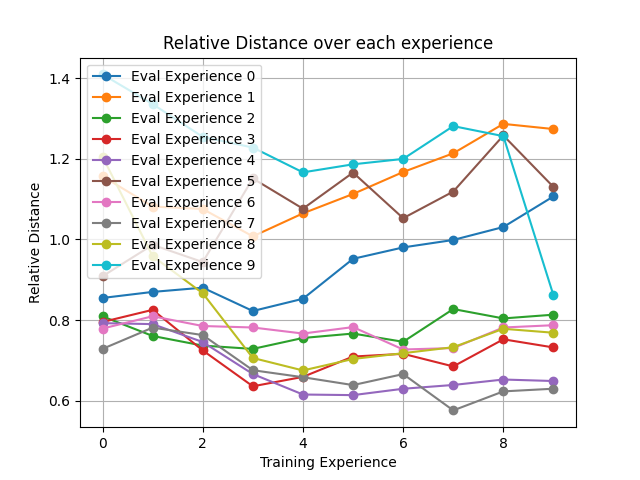 Relative Distance over each experience
Eval Experience 0
Eval Experience 1
Eval Experience 2
Eval Experience 3
Eval Experience 4
Eval Experience 5
Eval Experience 6
Eval Experience 7
Eval Experience 8
Eval Experience 9
Relative Distance
1.4
1.2
1.0
0.8
0.6
0 2 4 6 8
Training Experience